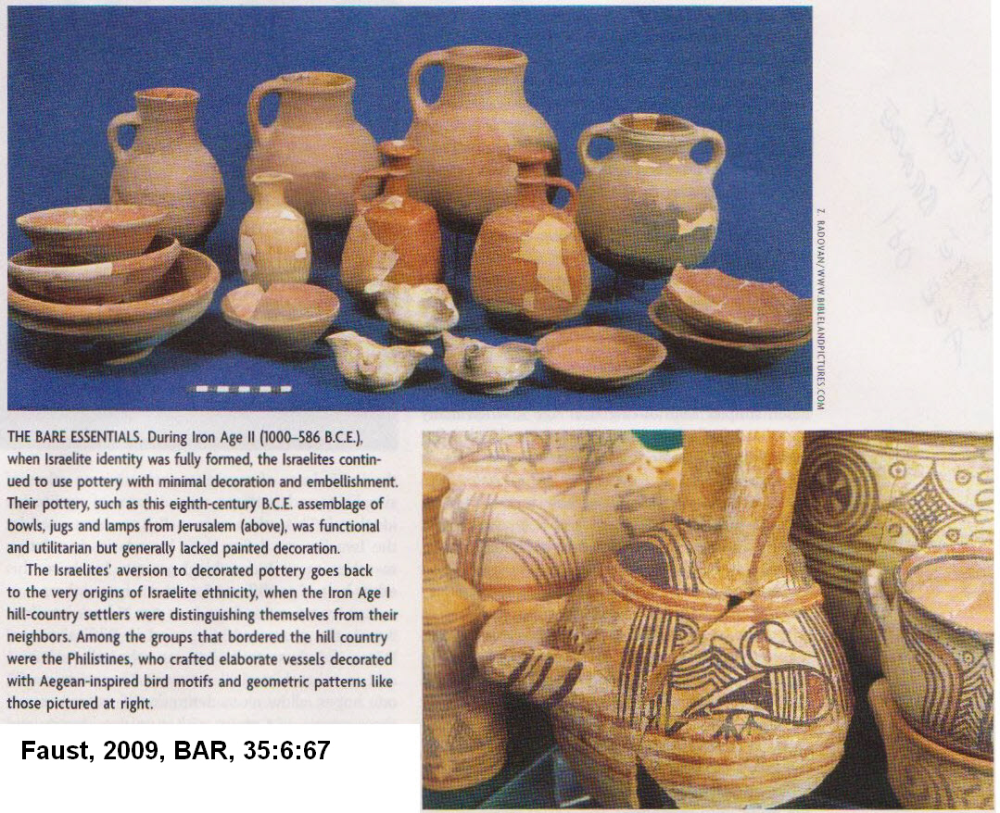 Z. RADOVAN/WWW.BIBLELANDPICTURES.COM
THE BARE ESSENTIALS. During Iron Age II (1000–586 B.C.E.),
when Israelite identity was fully formed, the Israelites contin-
ued to use pottery with minimal decoration and embellishment.
Their pottery, such as this eighth-century B.C.E. assemblage of
bowls, jugs and lamps from Jerusalem (above), was functional
and utilitarian but generally lacked painted decoration.
The Israelites' aversion to decorated pottery goes back
to the very origins of Israelite ethnicity, when the Iron Age I
hill-country settlers were distinguishing themselves from their
neighbors. Among the groups that bordered the hill country
were the Philistines, who crafted elaborate vessels decorated
with Aegean-inspired bird motifs and geometric patterns like
those pictured at right.
Faust, 2009, BAR, 35:6:67